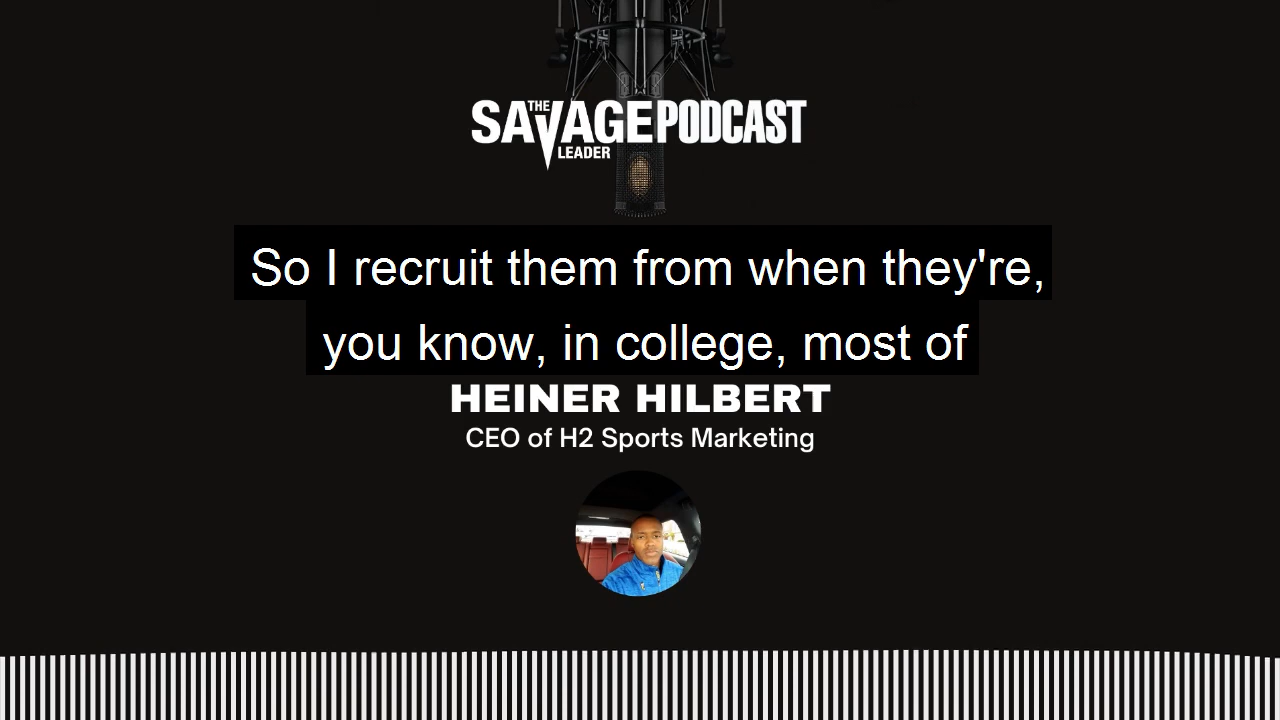 THE
SAVAGE PODCAST
LEADER
So I recruit them from when they're,
you know, in college, most of
HEINER HILBERT
CEO of H2 Sports Marketing